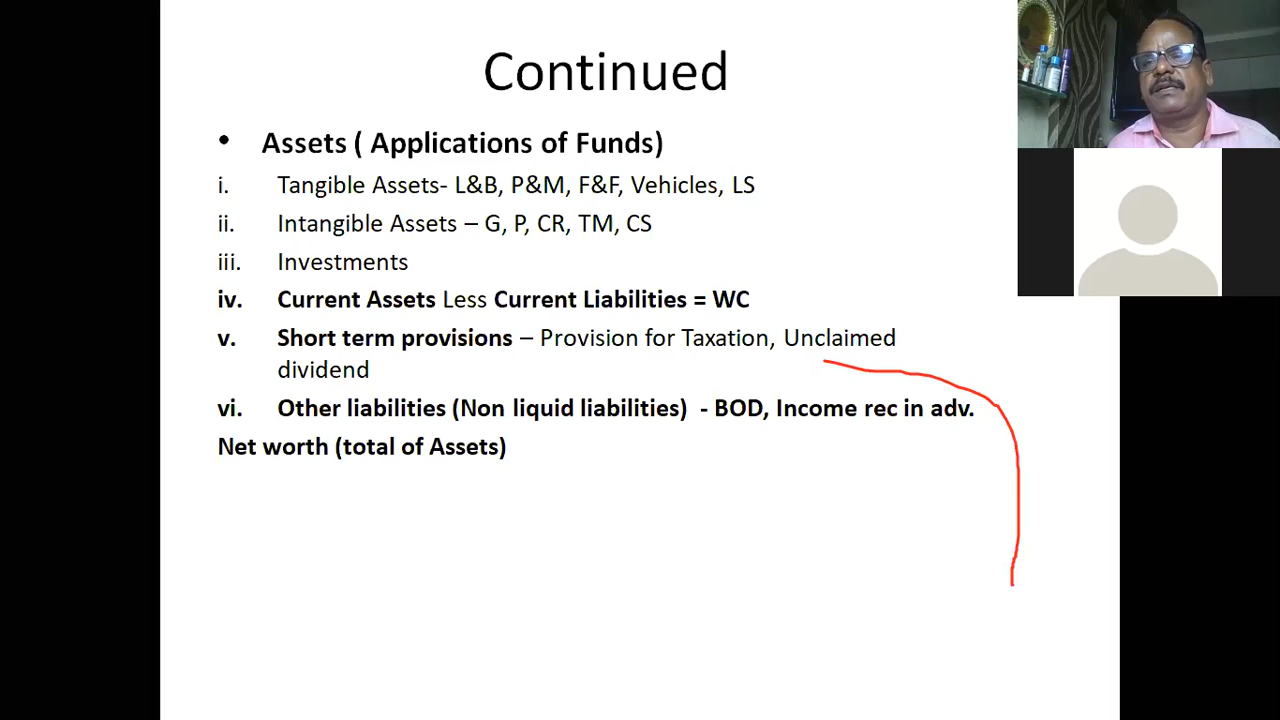 Continued
• Assets ( Applications of Funds)
i. Tangible Assets- L&B, P&M, F&F, Vehicles, LS
ii. Intangible Assets – G, P, CR, TM, CS
iii. Investments
iv. Current Assets Less Current Liabilities = WC
v. Short term provisions – Provision for Taxation, Unclaimed
dividend
vi. Other liabilities (Non liquid liabilities) - BOD, Income rec in adv.
Net worth (total of Assets)